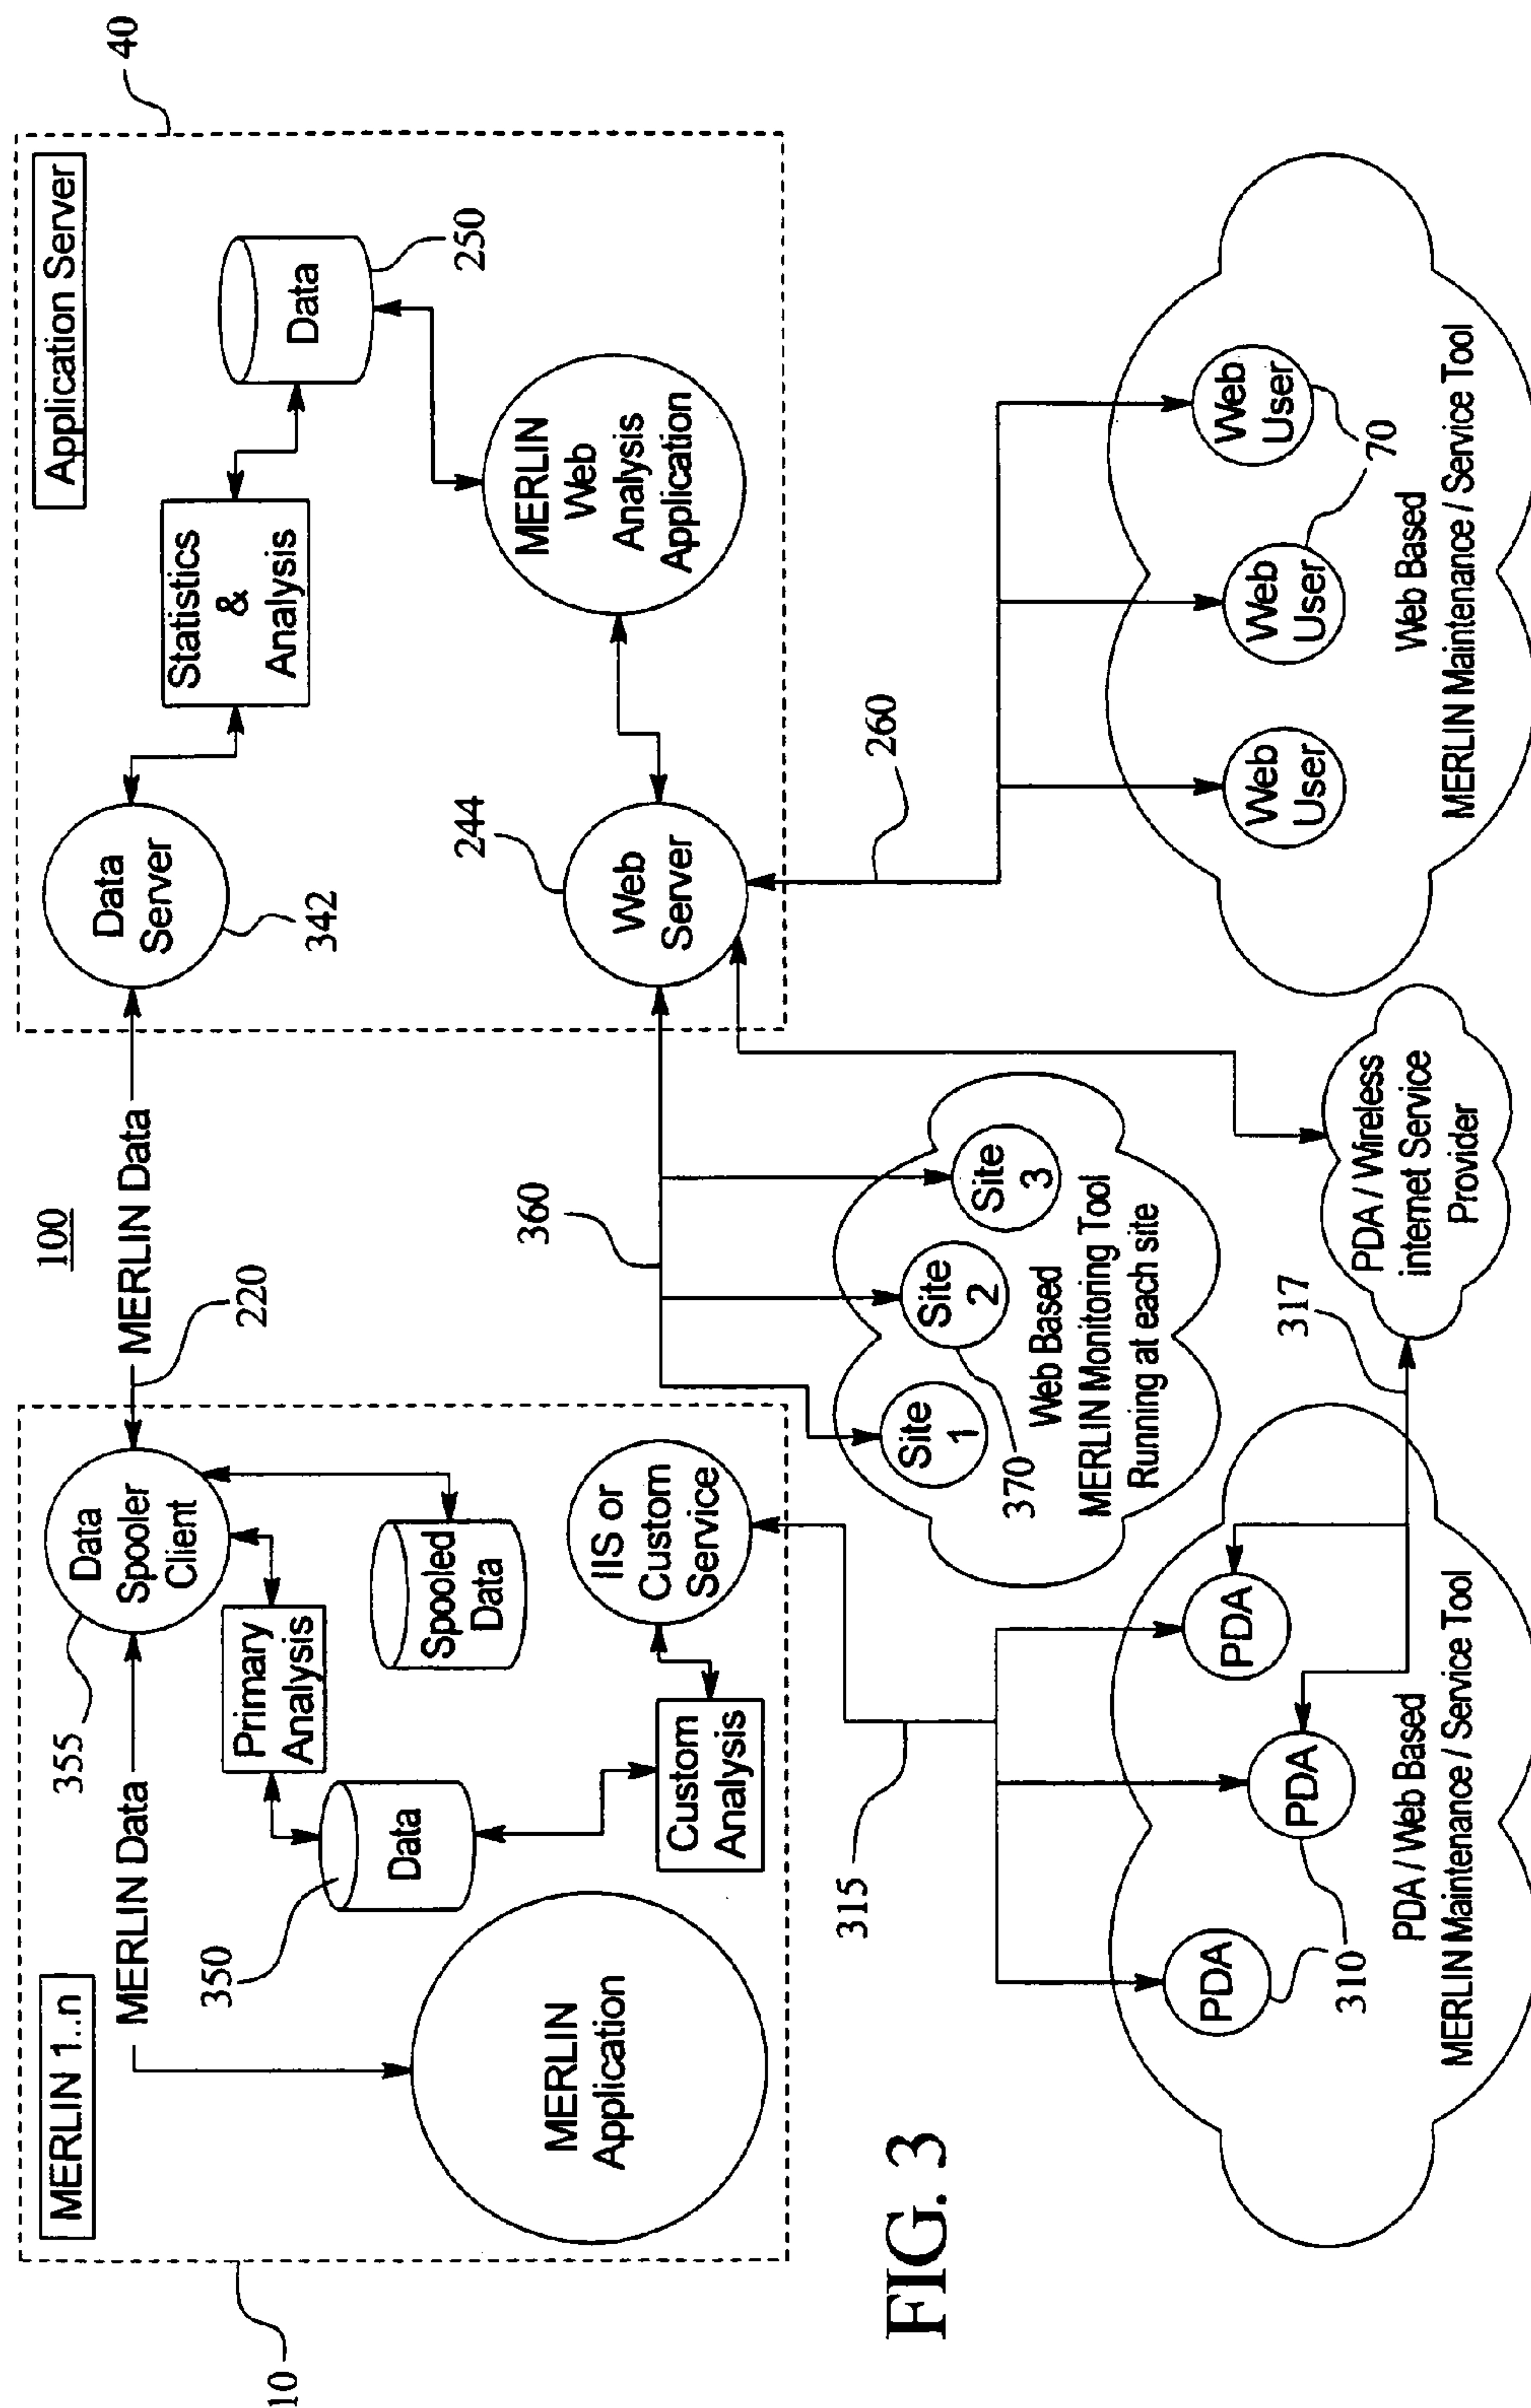 100
MERLIN 1..n
10
MERLIN Data
MERLIN
Application
350
Data
355
Data
Spooler
Client
Primary
Analysis
Spooled
Data
Custom
Analysis
IIS or
Custom
Service
220
MERLIN Data
Application Server
40
Data
Server
342
Statistics
&
Analysis
Data
250
244
Web
Server
MERLIN
Web
Analysis
Application
360
260
315
Site
1
Site
2
Site
3
370
Web Based
MERLIN Monitoring Tool
Running at each site
317
PDA
PDA
PDA
310
PDA / Web Based
MERLIN Maintenance / Service Tool
PDA / Wireless
internet Service
Provider
Web
User
Web
User
Web
User
70
Web Based
MERLIN Maintenance / Service Tool
FIG. 3